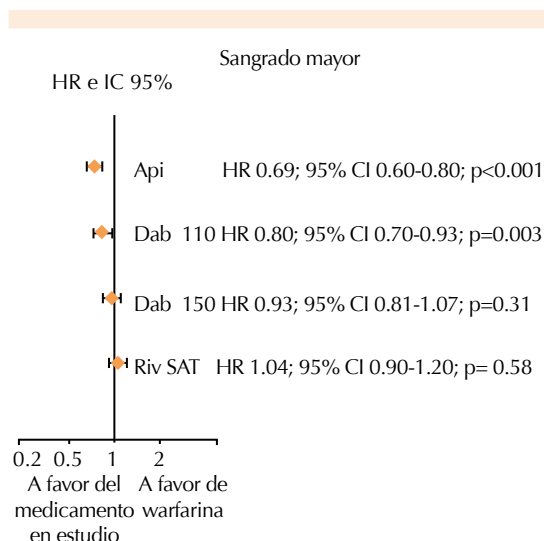 Sangrado mayor
HR e IC 95%
Api HR 0.69; 95% CI 0.60-0.80; p<0.001
Dab 110 HR 0.80; 95% CI 0.70-0.93; p=0.003
Dab 150 HR 0.93; 95% CI 0.81-1.07; p=0.31
Riv SAT HR 1.04; 95% CI 0.90-1.20; p= 0.58
0.2 0.5 1 2
A favor del A favor de
medicamento warfarina
en estudio